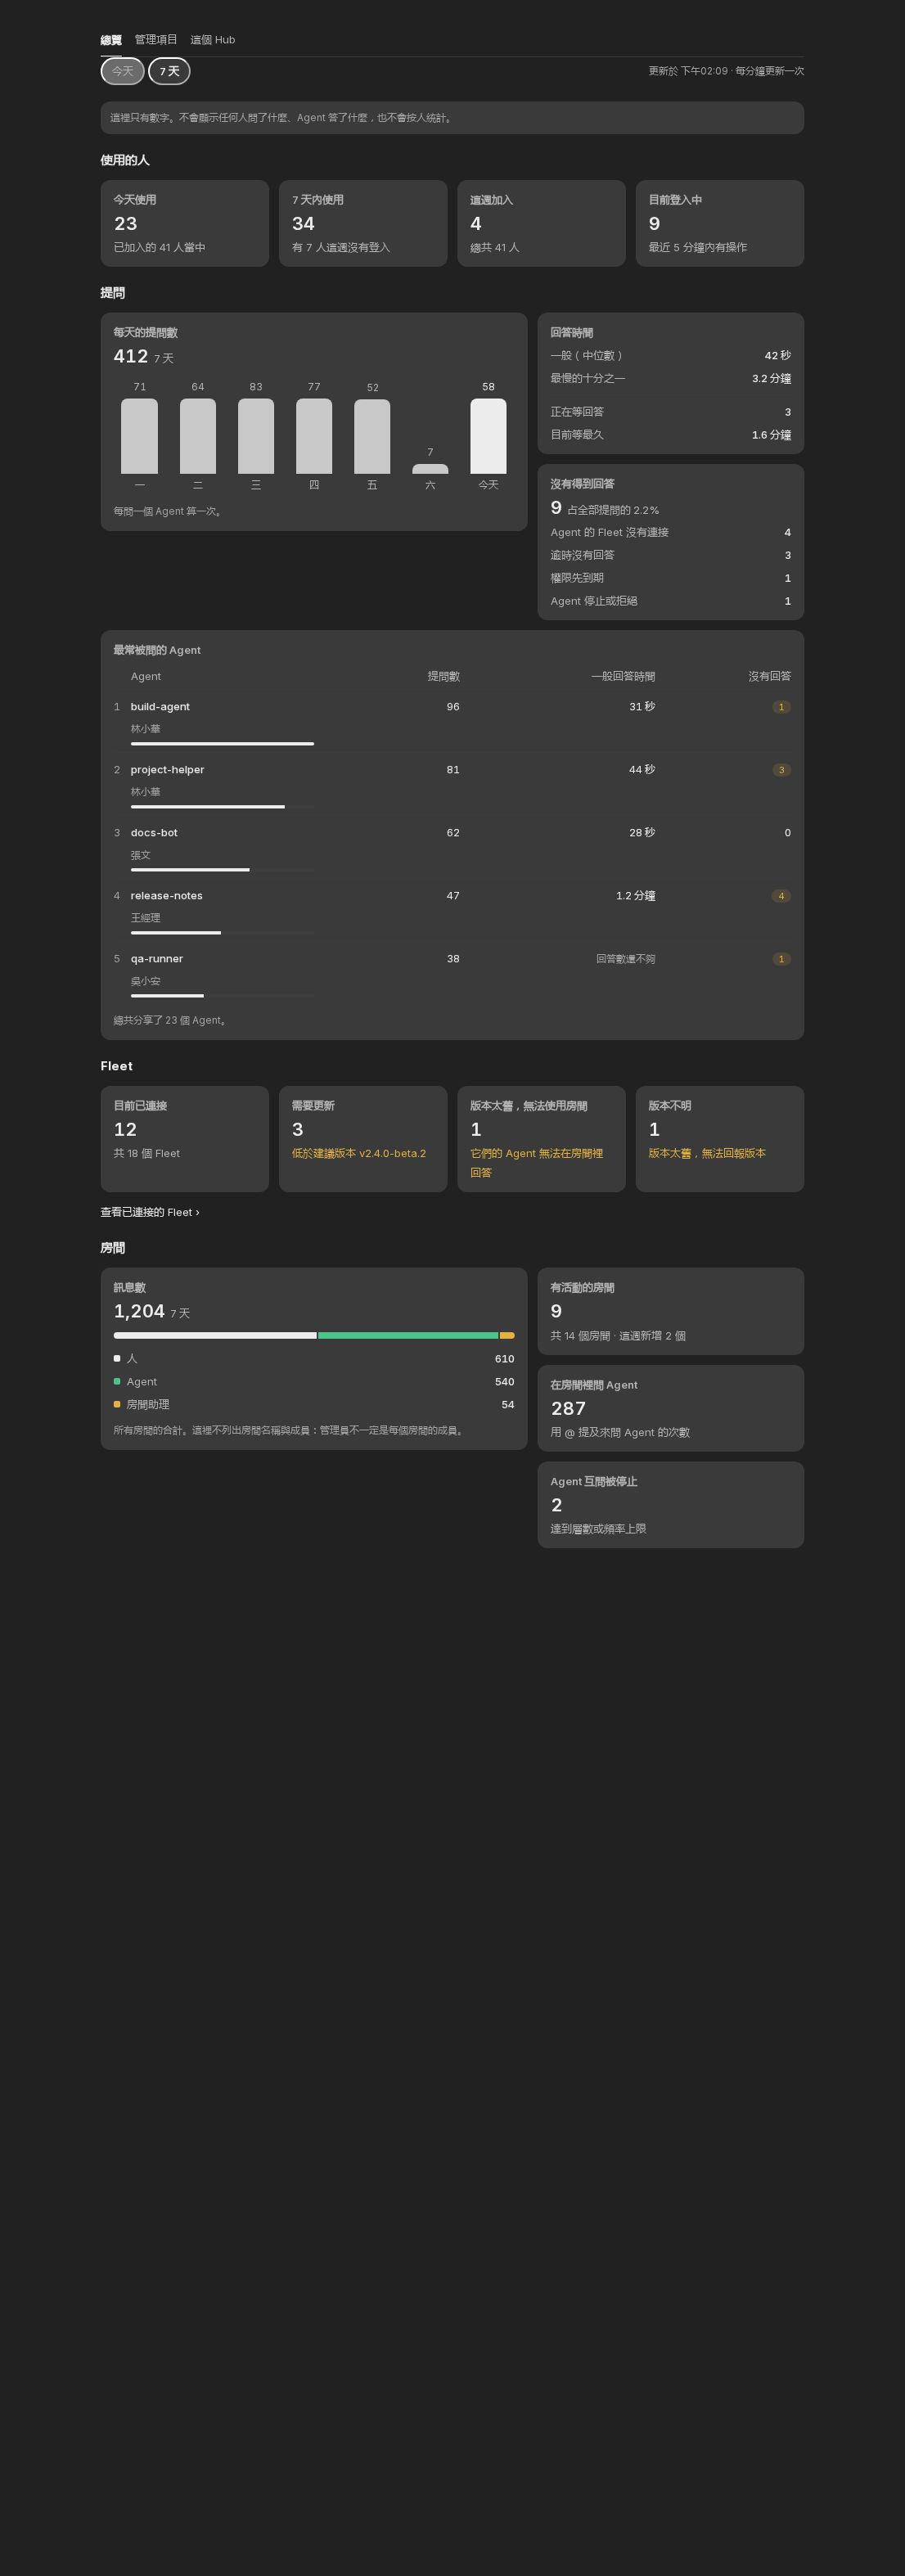 總覽 管理項目 這個 Hub
今天 7 天 更新於 下午02:09 · 每分鐘更新一次
這裡只有數字。不會顯示任何人問了什麼、Agent 答了什麼，也不會按人統計。
使用的人
今天使用
23
已加入的 41 人當中
7 天內使用
34
有 7 人這週沒有登入
這週加入
4
總共 41 人
目前登入中
9
最近 5 分鐘內有操作
提問
每天的提問數
412 7 天
71 64 83 77 52 7 58
一 二 三 四 五 六 今天
每問一個 Agent 算一次。
回答時間
一般（中位數） 42 秒
最慢的十分之一 3.2 分鐘
正在等回答 3
目前等最久 1.6 分鐘
沒有得到回答
9 占全部提問的 2.2%
Agent 的 Fleet 沒有連接 4
逾時沒有回答 3
權限先到期 1
Agent 停止或拒絕 1
最常被問的 Agent
Agent 提問數 一般回答時間 沒有回答
1 build-agent 96 31 秒 1
林小華
2 project-helper 81 44 秒 3
林小華
3 docs-bot 62 28 秒 0
張文
4 release-notes 47 1.2 分鐘 4
王經理
5 qa-runner 38 回答數還不夠 1
吳小安
總共分享了 23 個 Agent。
Fleet
目前已連接
12
共 18 個 Fleet
需要更新
3
低於建議版本 v2.4.0-beta.2
版本太舊，無法使用房間
1
它們的 Agent 無法在房間裡
回答
版本不明
1
版本太舊，無法回報版本
查看已連接的 Fleet ›
房間
訊息數
1,204 7 天
人 610
Agent 540
房間助理 54
所有房間的合計。這裡不列出房間名稱與成員：管理員不一定是每個房間的成員。
有活動的房間
9
共 14 個房間 · 這週新增 2 個
在房間裡問 Agent
287
用 @ 提及來問 Agent 的次數
Agent 互問被停止
2
達到層數或頻率上限